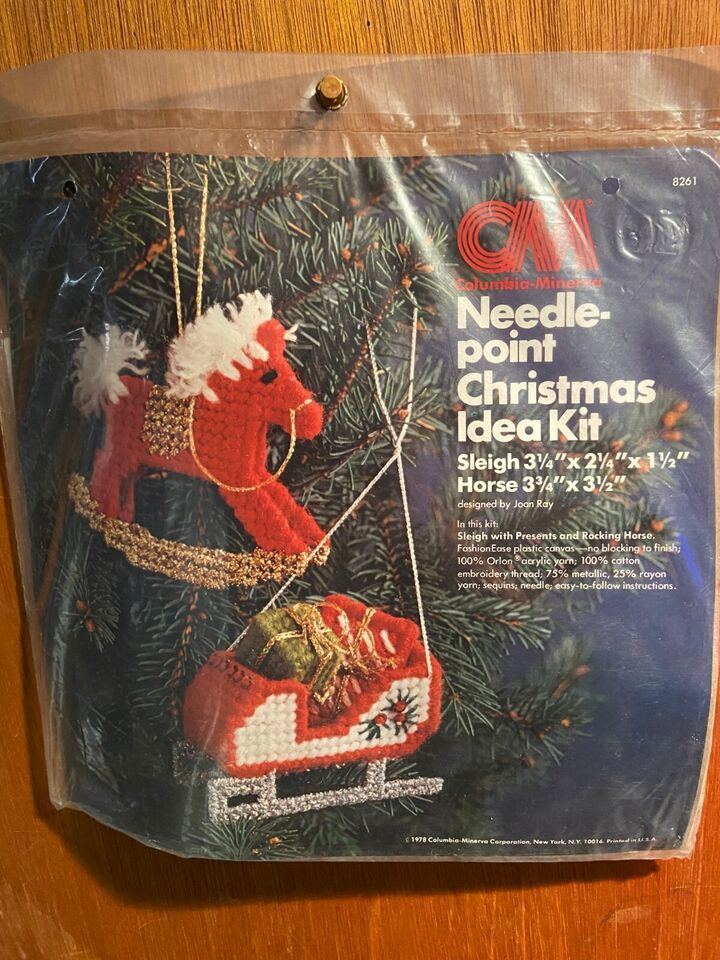 8261
CM®
Columbia-Minerva
Needle-
point
Christmas
Idea Kit
Sleigh 3¼"x 2¼"x 1½"
Horse 3¾"x 3½"
designed by Joan Ray
In this kit:
Sleigh with Presents and Rocking Horse.
FashionEase plastic canvas—no blocking to finish;
100% Orlon® acrylic yarn; 100% cotton
embroidery thread; 75% metallic, 25% rayon
yarn; sequins; needle; easy-to-follow instructions.
© 1978 Columbia-Minerva Corporation, New York, N.Y. 10016. Printed in U.S.A.